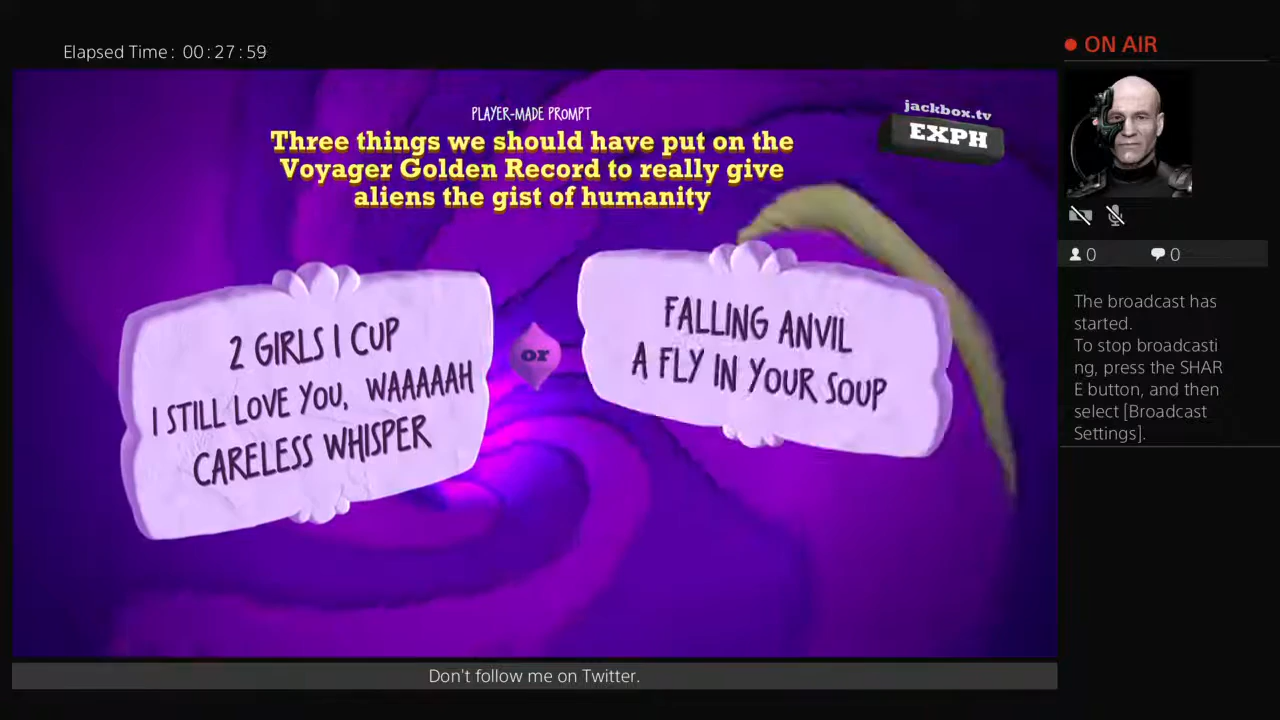 Elapsed Time: 00:27:59
ON AIR
PLAYER-MADE PROMPT
Three things we should have put on the
Voyager Golden Record to really give
aliens the gist of humanity
jackbox.tv
EXPH
2 GIRLS 1 CUP
I STILL LOVE YOU, WAAAAAH
CARELESS WHISPER
or
FALLING ANVIL
A FLY IN YOUR SOUP
0
0
The broadcast has
started.
To stop broadcasti
ng, press the SHAR
E button, and then
select [Broadcast
Settings].
Don't follow me on Twitter.